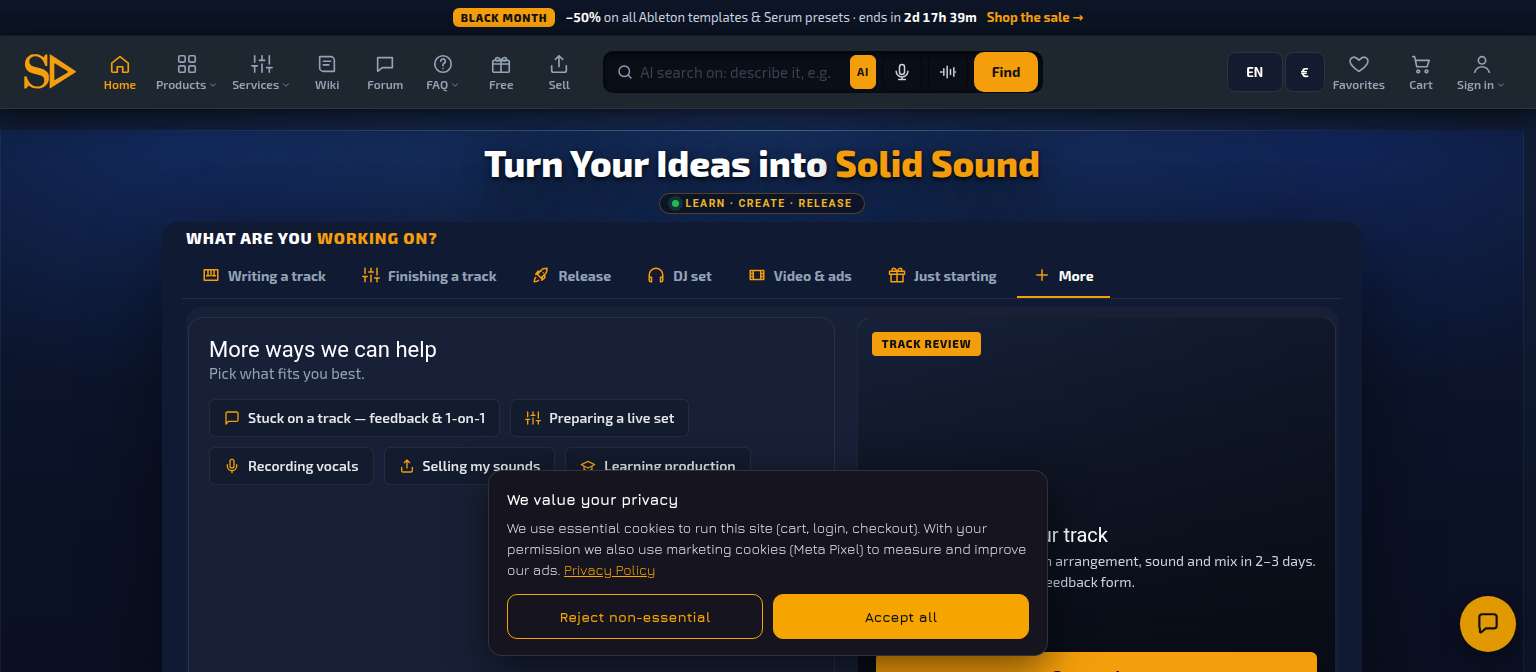 BLACK MONTH −50% on all Ableton templates & Serum presets · ends in 2d 17h 39m Shop the sale →
Home Products Services Wiki Forum FAQ Free Sell
AI search on: describe it, e.g. AI Find
EN € Favorites Cart Sign in
Turn Your Ideas into Solid Sound
LEARN · CREATE · RELEASE
WHAT ARE YOU WORKING ON?
Writing a track Finishing a track Release DJ set Video & ads Just starting More
More ways we can help
Pick what fits you best.
Stuck on a track — feedback & 1-on-1 Preparing a live set
Recording vocals Selling my sounds Learning production
TRACK REVIEW
track
arrangement, sound and mix in 2–3 days.
form.
We value your privacy
We use essential cookies to run this site (cart, login, checkout). With your
permission we also use marketing cookies (Meta Pixel) to measure and improve
our ads. Privacy Policy
Reject non-essential Accept all